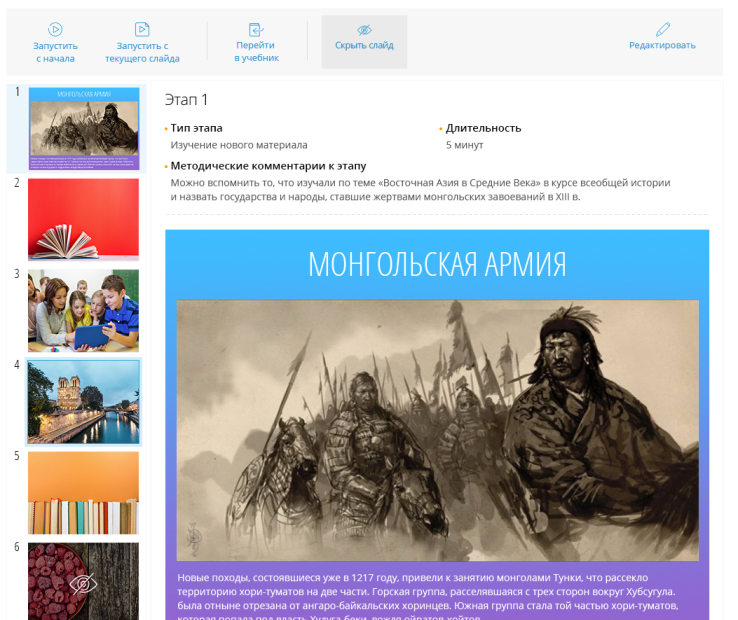 Запустить
с начала
Запустить с
текущего слайда
Перейти
в учебник
Скрыть слайд
Редактировать
1
МОНГОЛЬСКАЯ АРМИЯ
2
3
4
5
6
Этап 1
Тип этапа
Изучение нового материала
Длительность
5 минут
Методические комментарии к этапу
Можно вспомнить то, что изучали по теме «Восточная Азия в Средние Века» в курсе всеобщей истории
и назвать государства и народы, ставшие жертвами монгольских завоеваний в XIII в.
МОНГОЛЬСКАЯ АРМИЯ
Новые походы, состоявшиеся уже в 1217 году, привели к занятию монголами Тунки, что рассекло
территорию хори-туматов на две части. Горская группа, расселявшаяся с трех сторон вокруг Хубсугула.
была отныне отрезана от ангаро-байкальских хоринцев. Южная группа стала той частью хори-туматов,
которая попала под власть Худуга-беки, вождя ойратов-хойтов.